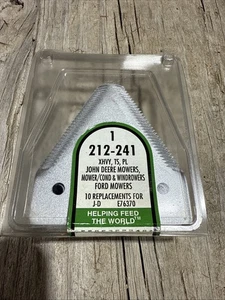 1
212-241
XHVY, TS, PL
JOHN DEERE MOWERS,
MOWER/COND & WINDROWERS
FORD MOWERS
10 REPLACEMENTS FOR
J-D E76370
HELPING FEED
THE WORLD™